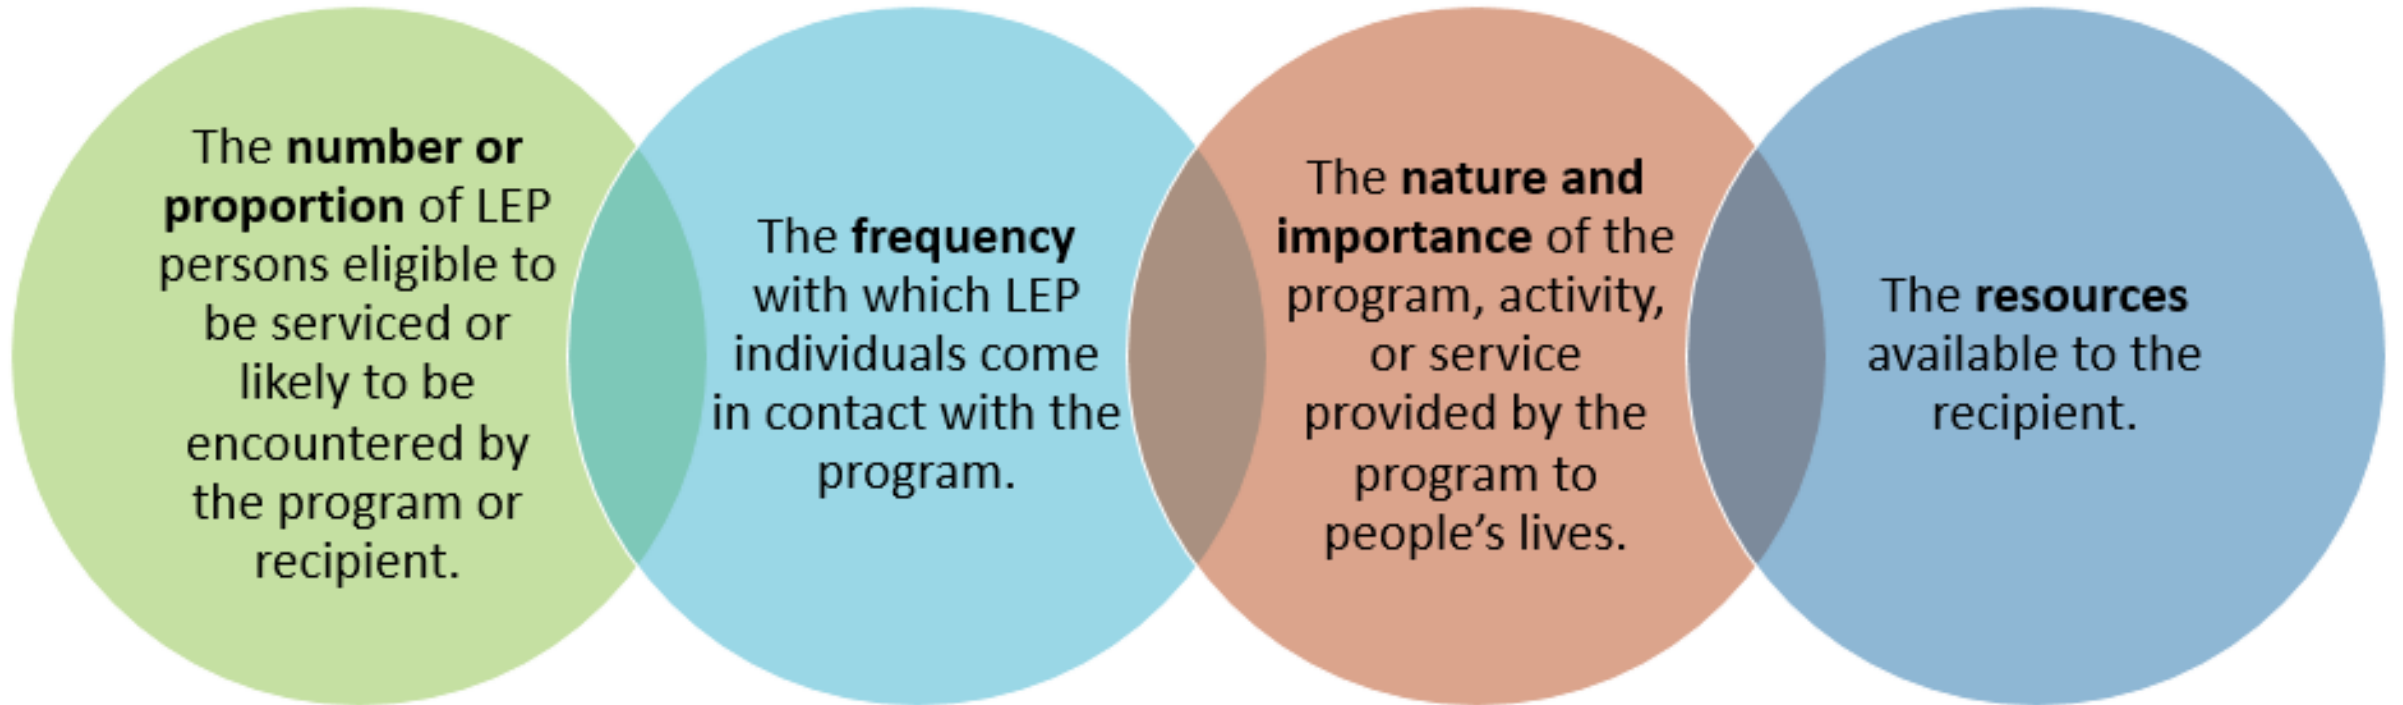 The number or
proportion of LEP
persons eligible to
be serviced or
likely to be
encountered by
the program or
recipient.
The frequency
with which LEP
individuals come
in contact with the
program.
The nature and
importance of the
program, activity,
or service
provided by the
program to
people’s lives.
The resources
available to the
recipient.